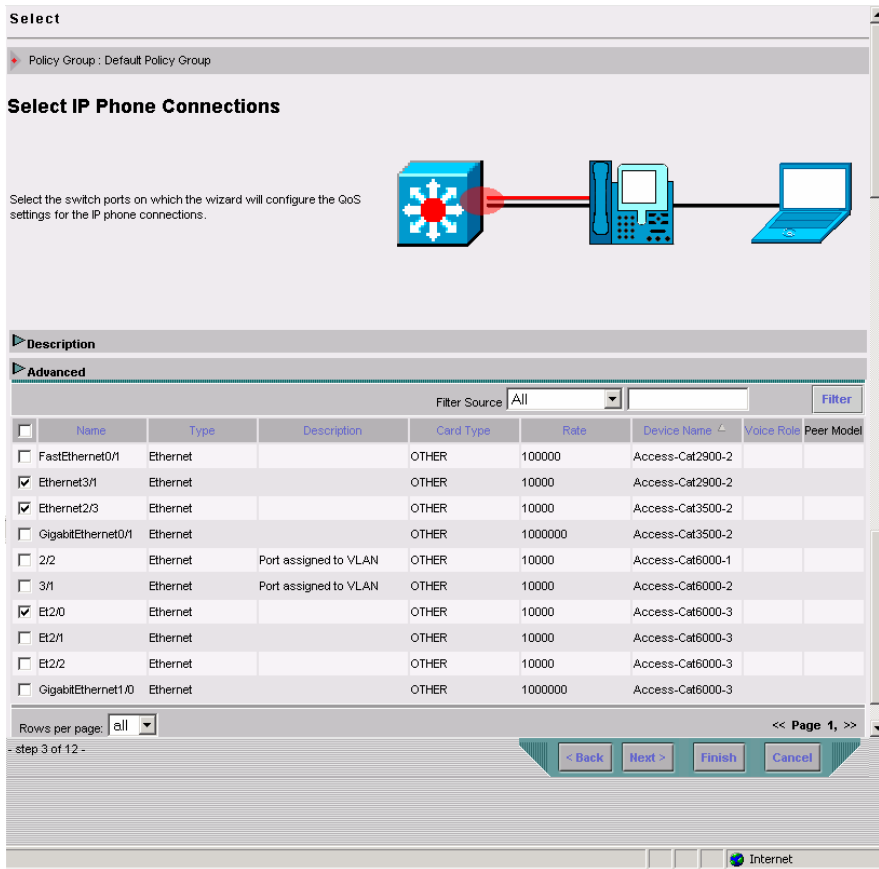 Select
Policy Group : Default Policy Group
Select IP Phone Connections
Select the switch ports on which the wizard will configure the QoS
settings for the IP phone connections.
Description
Advanced
Filter Source All Filter
Name Type Description Card Type Rate Device Name Voice Role Peer Model
FastEthernet0/1 Ethernet OTHER 100000 Access-Cat2900-2
Ethernet3/1 Ethernet OTHER 10000 Access-Cat2900-2
Ethernet2/3 Ethernet OTHER 10000 Access-Cat3500-2
GigabitEthernet0/1 Ethernet OTHER 1000000 Access-Cat3500-2
2/2 Ethernet Port assigned to VLAN OTHER 10000 Access-Cat6000-1
3/1 Ethernet Port assigned to VLAN OTHER 10000 Access-Cat6000-2
Et2/0 Ethernet OTHER 10000 Access-Cat6000-3
Et2/1 Ethernet OTHER 10000 Access-Cat6000-3
Et2/2 Ethernet OTHER 10000 Access-Cat6000-3
GigabitEthernet1/0 Ethernet OTHER 1000000 Access-Cat6000-3
Rows per page: all << Page 1, >>
- step 3 of 12 -
< Back Next > Finish Cancel
Internet